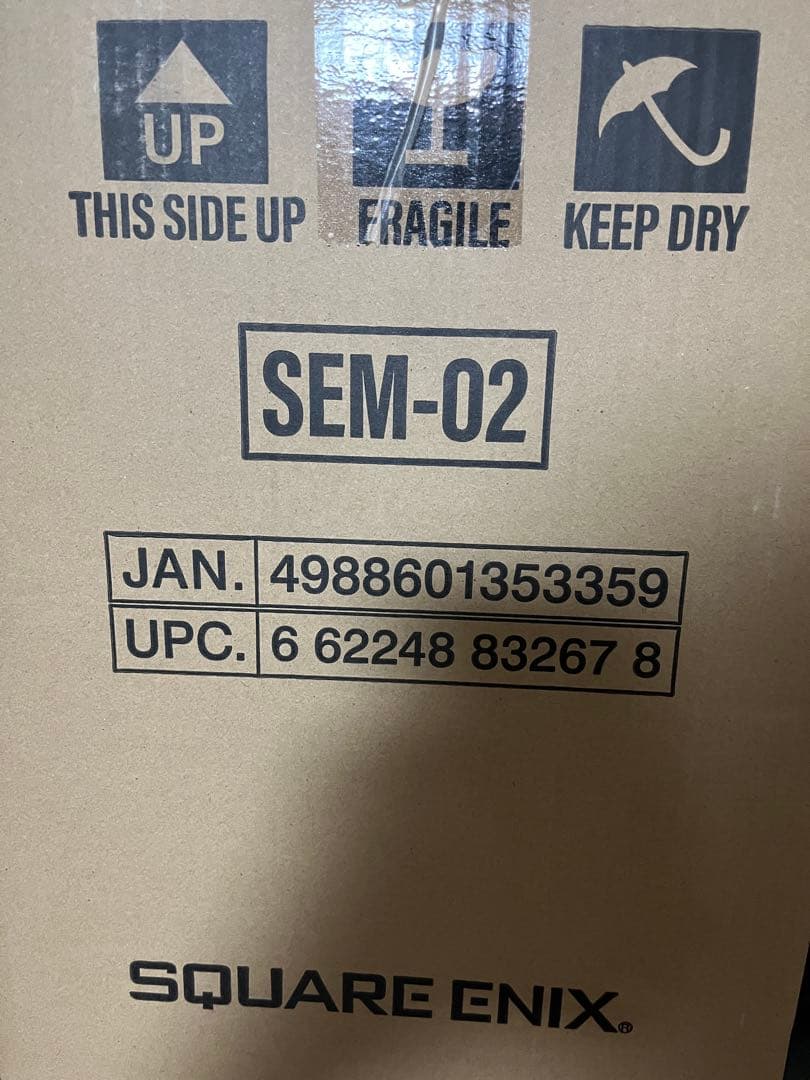 UP
THIS SIDE UP
FRAGILE
KEEP DRY
SEM-02
JAN. 4988601353359
UPC. 6 62248 83267 8
SQUARE ENIX®